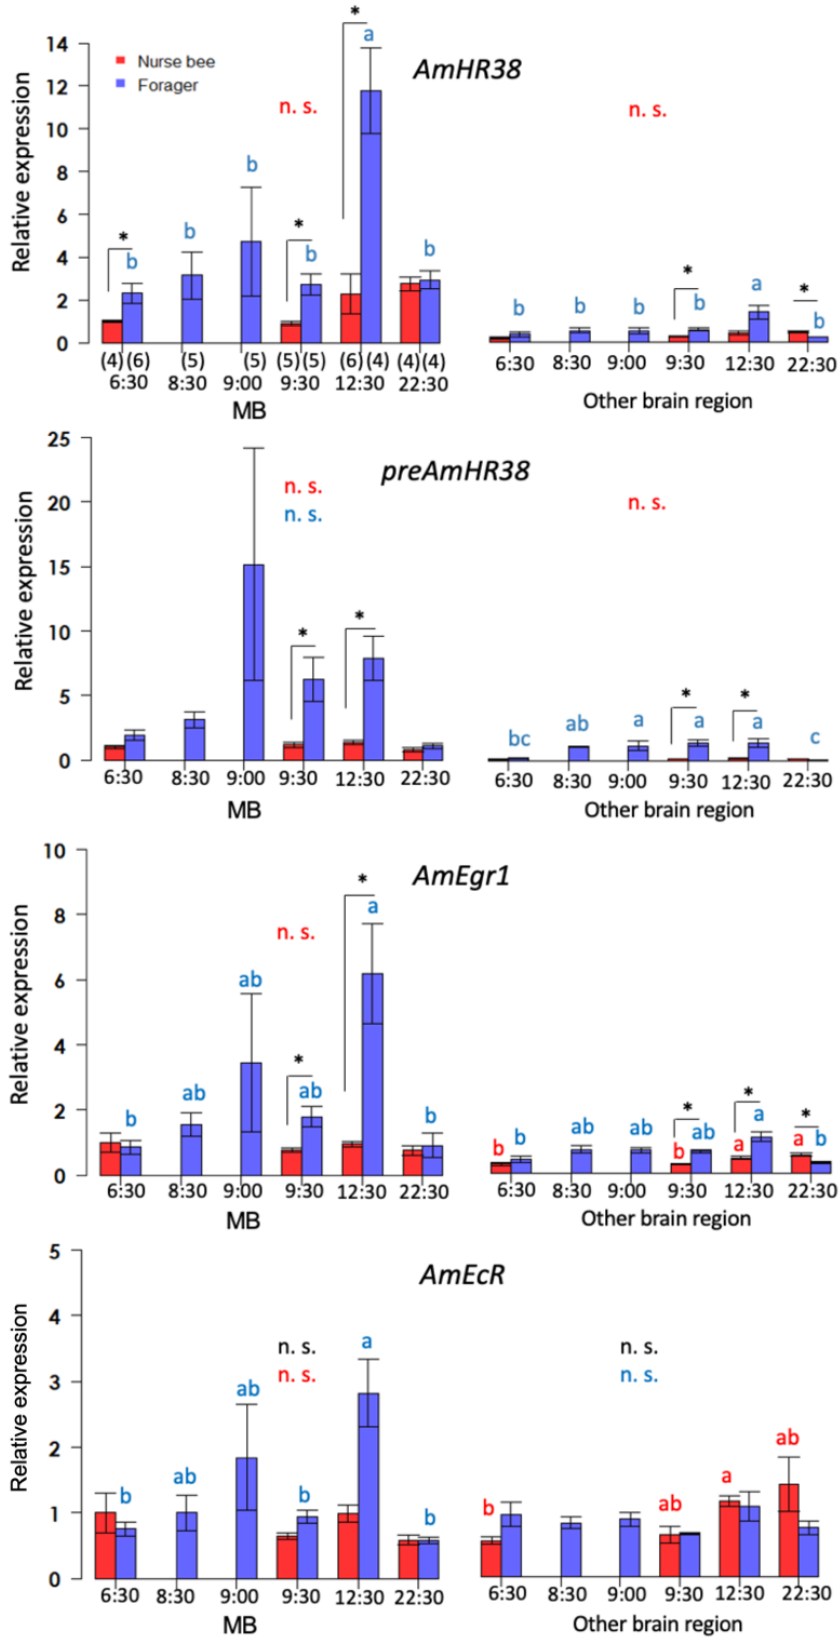 *
14
Nurse bee
a
AmHR38
12
Forager
n. s.
n. s.
10
Relative expression
8
b
6
*
b
*
4
b
b
b
*
a
*
2
b
b
b
b
b
0
(4)(6) (5) (5) (5)(5) (6)(4) (4)(4)
6:30 8:30 9:00 9:30 12:30 22:30
6:30 8:30 9:00 9:30 12:30 22:30
MB
Other brain region
25
preAmHR38
n. s.
n. s.
n. s.
20
Relative expression
15
10
*
*
5
*
*
bc ab a a a c
0
6:30 8:30 9:00 9:30 12:30 22:30
6:30 8:30 9:00 9:30 12:30 22:30
MB
Other brain region
10
AmEgr1
*
a
8
n. s.
Relative expression
6
ab
4
*
2
b ab ab b
*
*
*
b b ab ab b ab a a a b
0
6:30 8:30 9:00 9:30 12:30 22:30
6:30 8:30 9:00 9:30 12:30 22:30
MB
Other brain region
5
AmEcR
4
a
n. s.
n. s.
n. s.
n. s.
Relative expression
3
ab
2
b ab b b
b ab a ab
1
0
6:30 8:30 9:00 9:30 12:30 22:30
6:30 8:30 9:00 9:30 12:30 22:30
MB
Other brain region